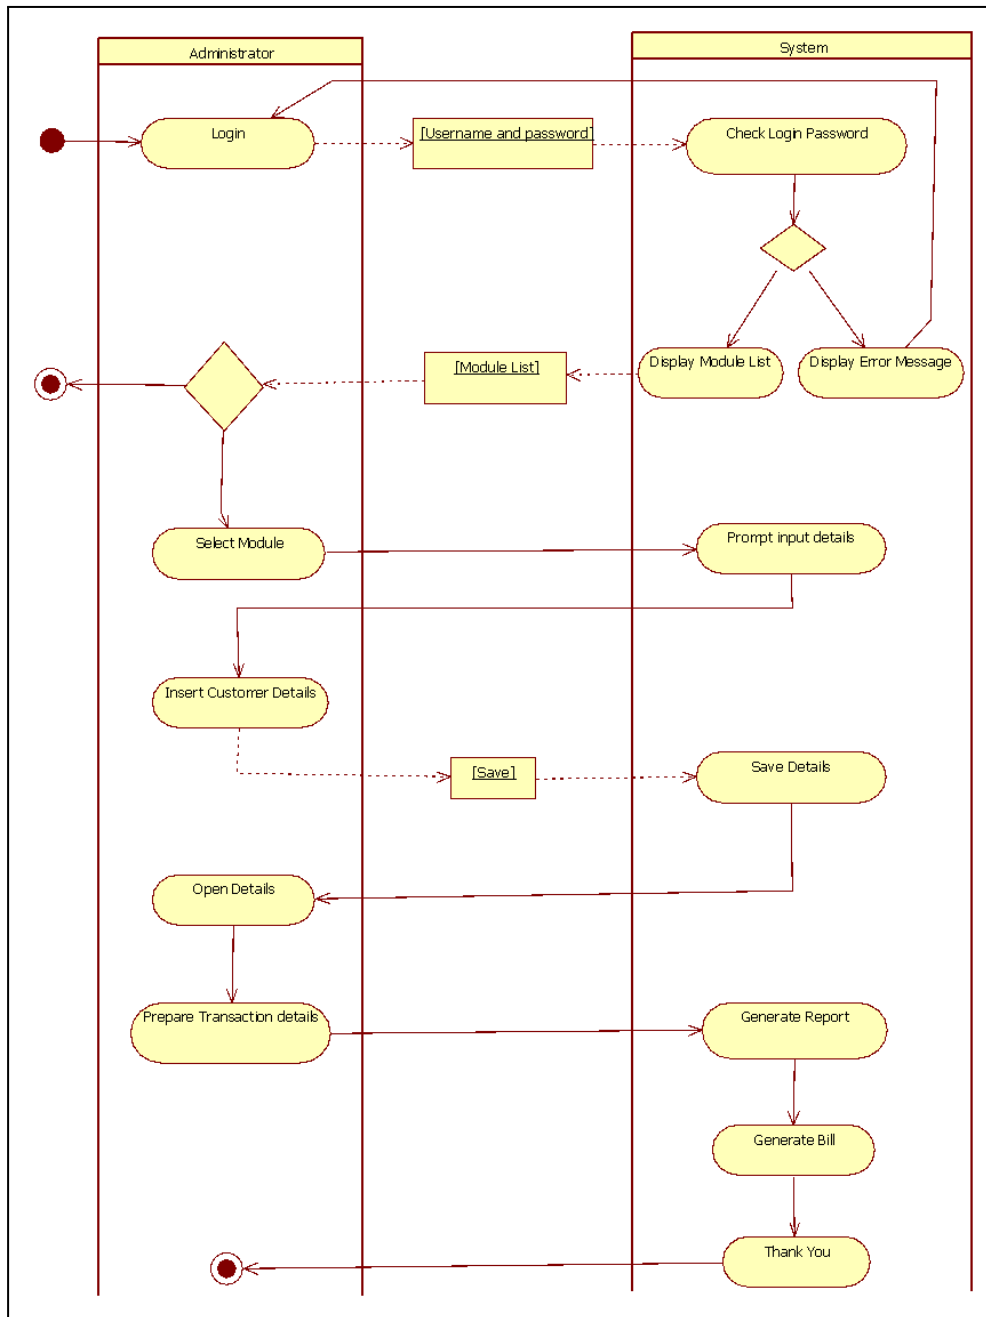 Administrator
System
Login
[Username and password]
Check Login Password
[Module List]
Display Module List
Display Error Message
Select Module
Prompt input details
Insert Customer Details
[Save]
Save Details
Open Details
Prepare Transaction details
Generate Report
Generate Bill
Thank You